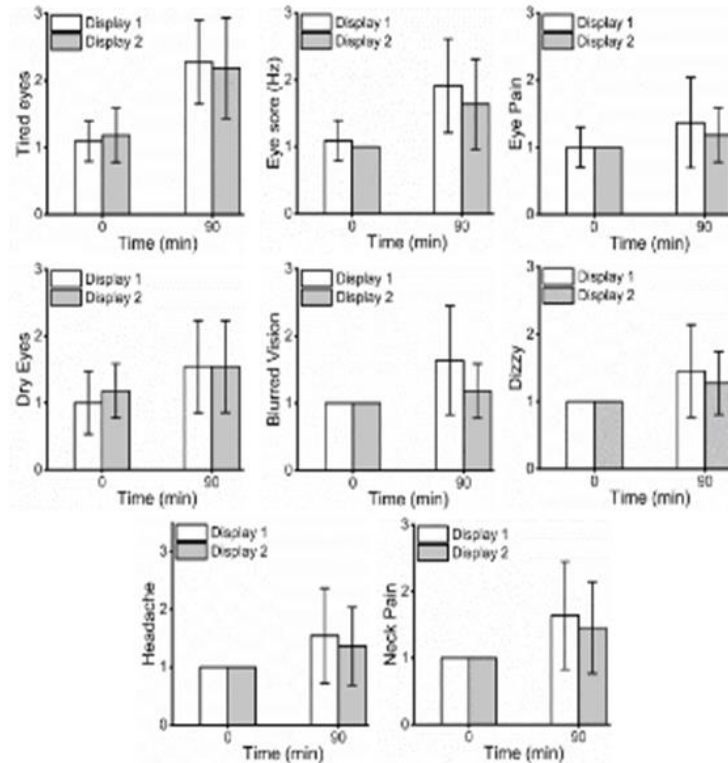 Display 1
Display 2
Tired eyes
3
2
1
0
0 90
Time (min)
Display 1
Display 2
Eye sore (Hz)
3
2
1
0
0 90
Time (min)
Display 1
Display 2
Eye Pain
3
2
1
0
0 90
Time (min)
Display 1
Display 2
Dry Eyes
3
2
1
0
0 90
Time (min)
Display 1
Display 2
Blurred Vision
3
2
1
0
0 90
Time (min)
Display 1
Display 2
Dizzy
3
2
1
0
0 90
Time (min)
Display 1
Display 2
Headache
3
2
1
0
0 90
Time (min)
Display 1
Display 2
Neck Pain
3
2
1
0
0 90
Time (min)